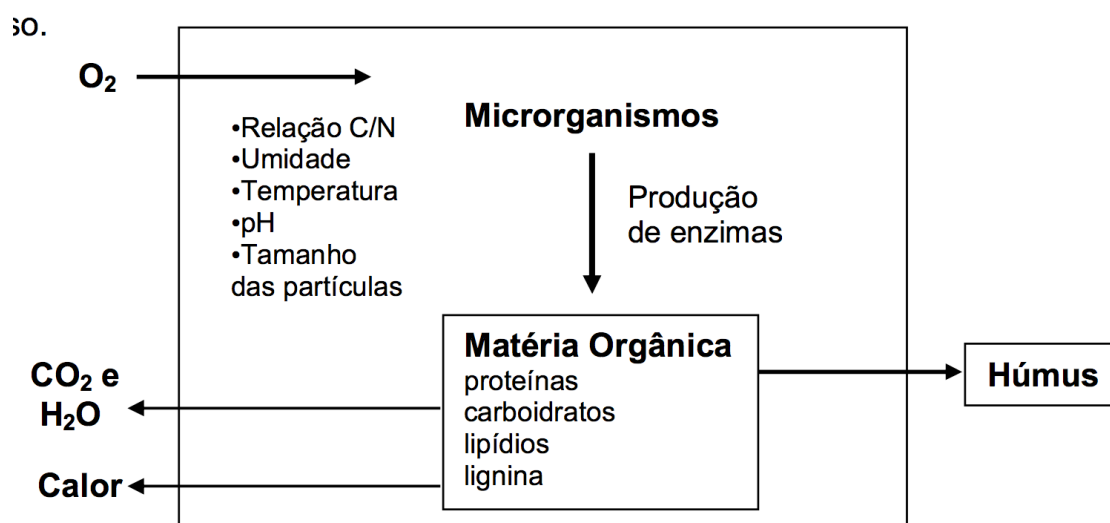 so.
O₂
•Relação C/N
•Umidade
•Temperatura
•pH
•Tamanho
das partículas
Microrganismos
Produção
de enzimas
Matéria Orgânica
proteínas
carboidratos
lipídios
lignina
CO₂ e
H₂O
Calor
Húmus